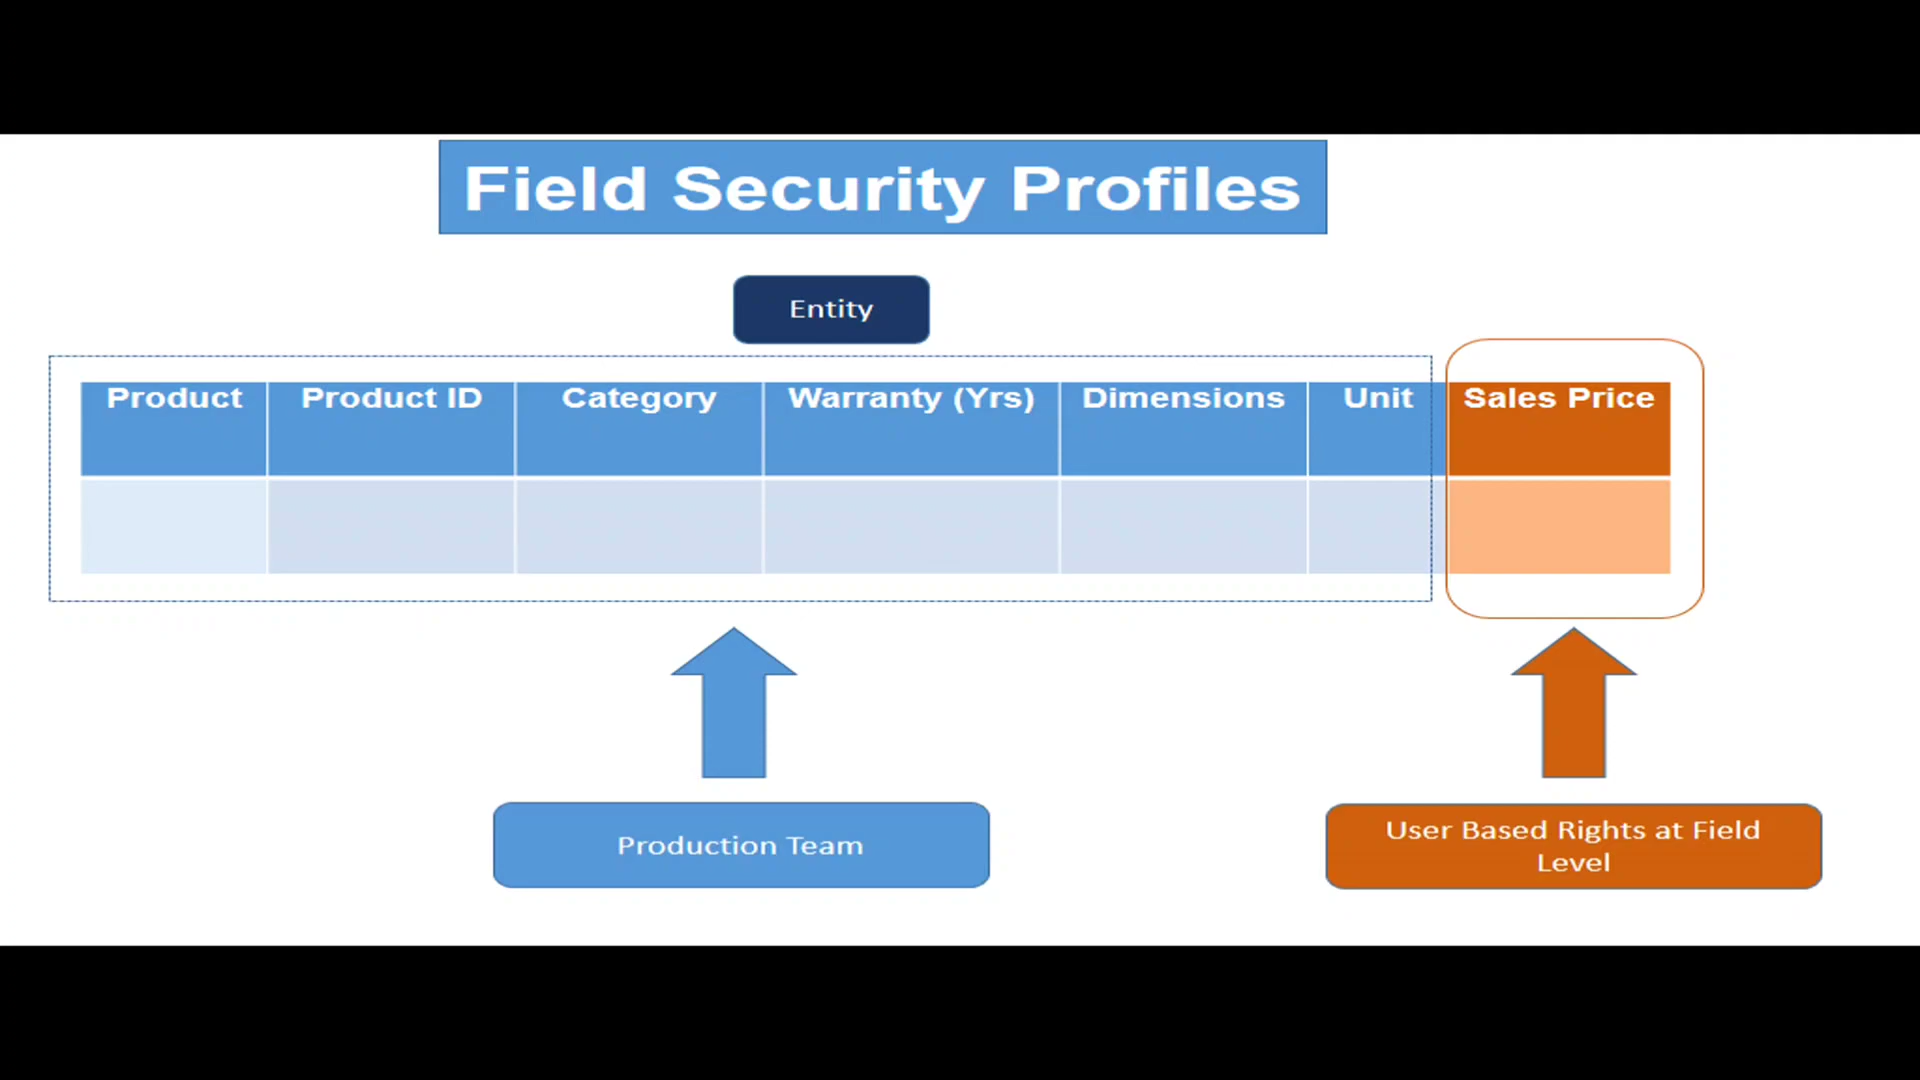 Field Security Profiles
Entity
Product Product ID Category Warranty (Yrs) Dimensions Unit Sales Price
Production Team
User Based Rights at Field
Level